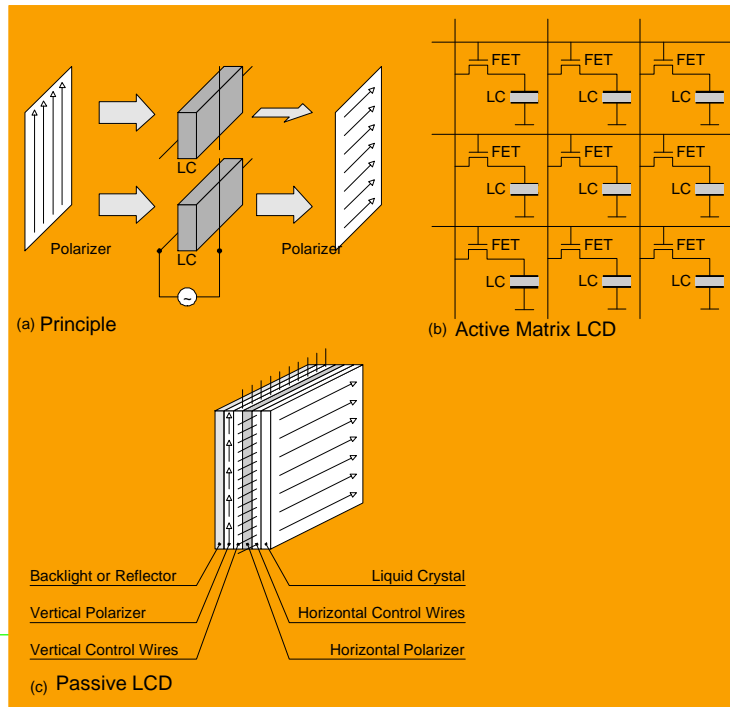 Polarizer
LC
LC
Polarizer
~
(a) Principle
FET FET FET
LC LC LC
FET FET FET
LC LC LC
FET FET FET
LC LC LC
(b) Active Matrix LCD
Backlight or Reflector Liquid Crystal
Vertical Polarizer Horizontal Control Wires
Vertical Control Wires Horizontal Polarizer
(c) Passive LCD